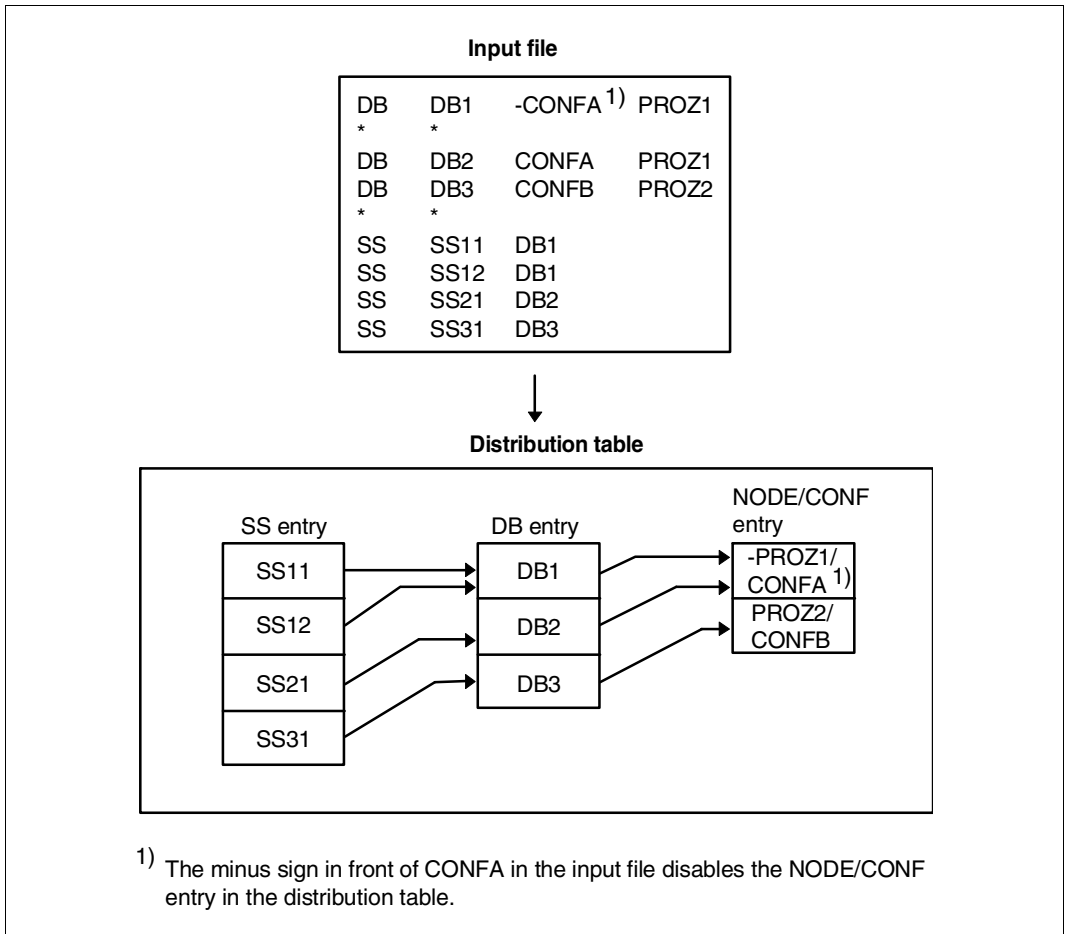 Input file
DB DB1 -CONFA 1) PROZ1
* *
DB DB2 CONFA PROZ1
DB DB3 CONFB PROZ2
* *
SS SS11 DB1
SS SS12 DB1
SS SS21 DB2
SS SS31 DB3
Distribution table
SS entry
SS11
SS12
SS21
SS31
DB entry
DB1
DB2
DB3
NODE/CONF
entry
-PROZ1/
CONFA 1)
PROZ2/
CONFB
1) The minus sign in front of CONFA in the input file disables the NODE/CONF
entry in the distribution table.